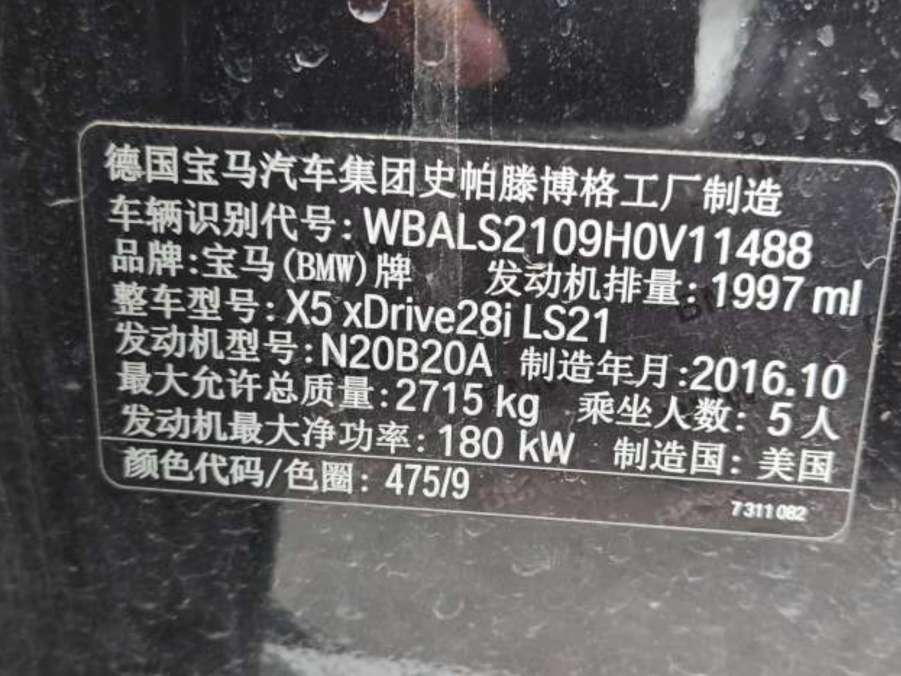 德国宝马汽车集团史帕滕博格工厂制造
车辆识别代号: WBALS2109H0V11488
品牌: 宝马(BMW)牌 发动机排量: 1997 ml
整车型号: X5 xDrive28i LS21
发动机型号: N20B20A 制造年月: 2016.10
最大允许总质量: 2715 kg 乘坐人数: 5 人
发动机最大净功率: 180 kW 制造国: 美国
颜色代码/色圈: 475/9
7311082